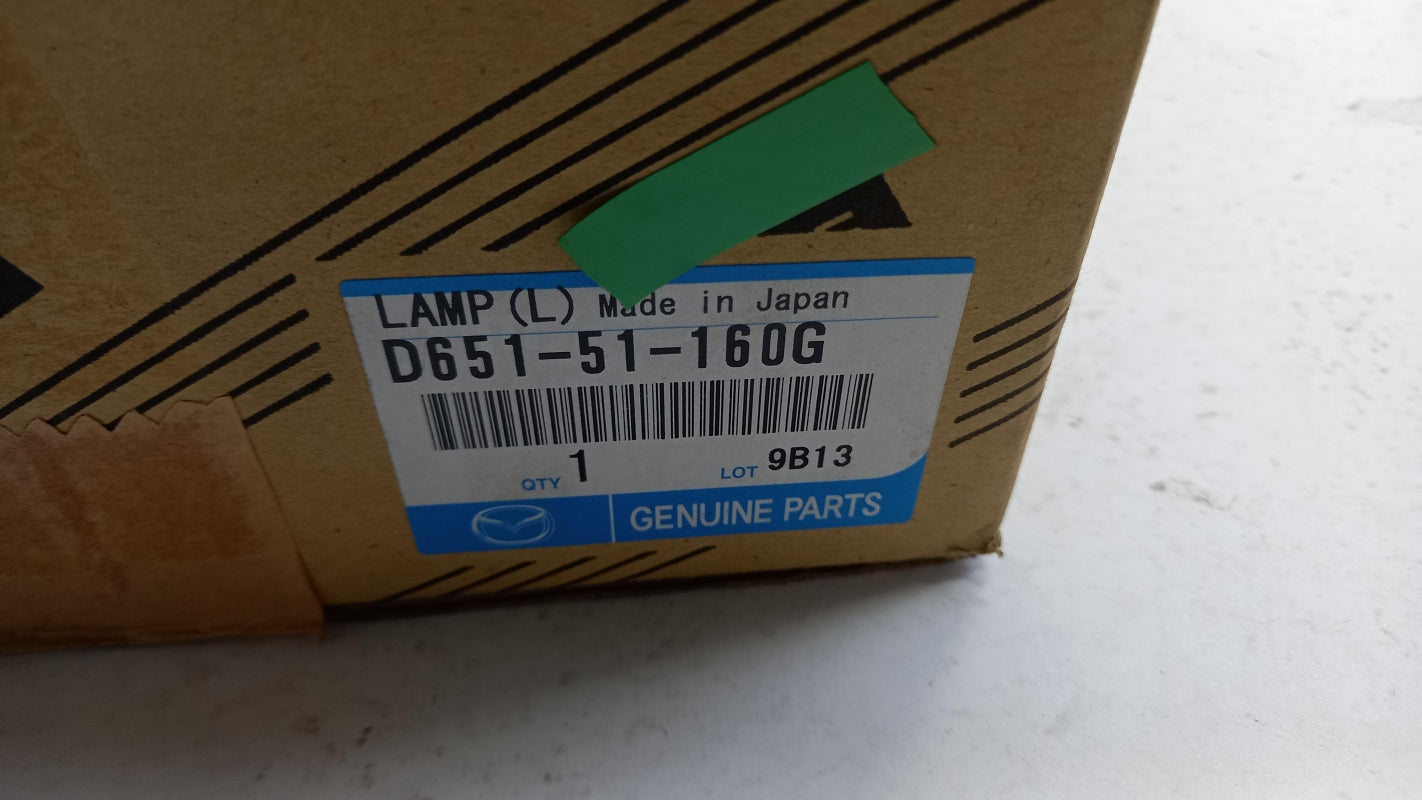 LAMP (L) Made in Japan
D651-51-160G
QTY 1 LOT 9B13
GENUINE PARTS